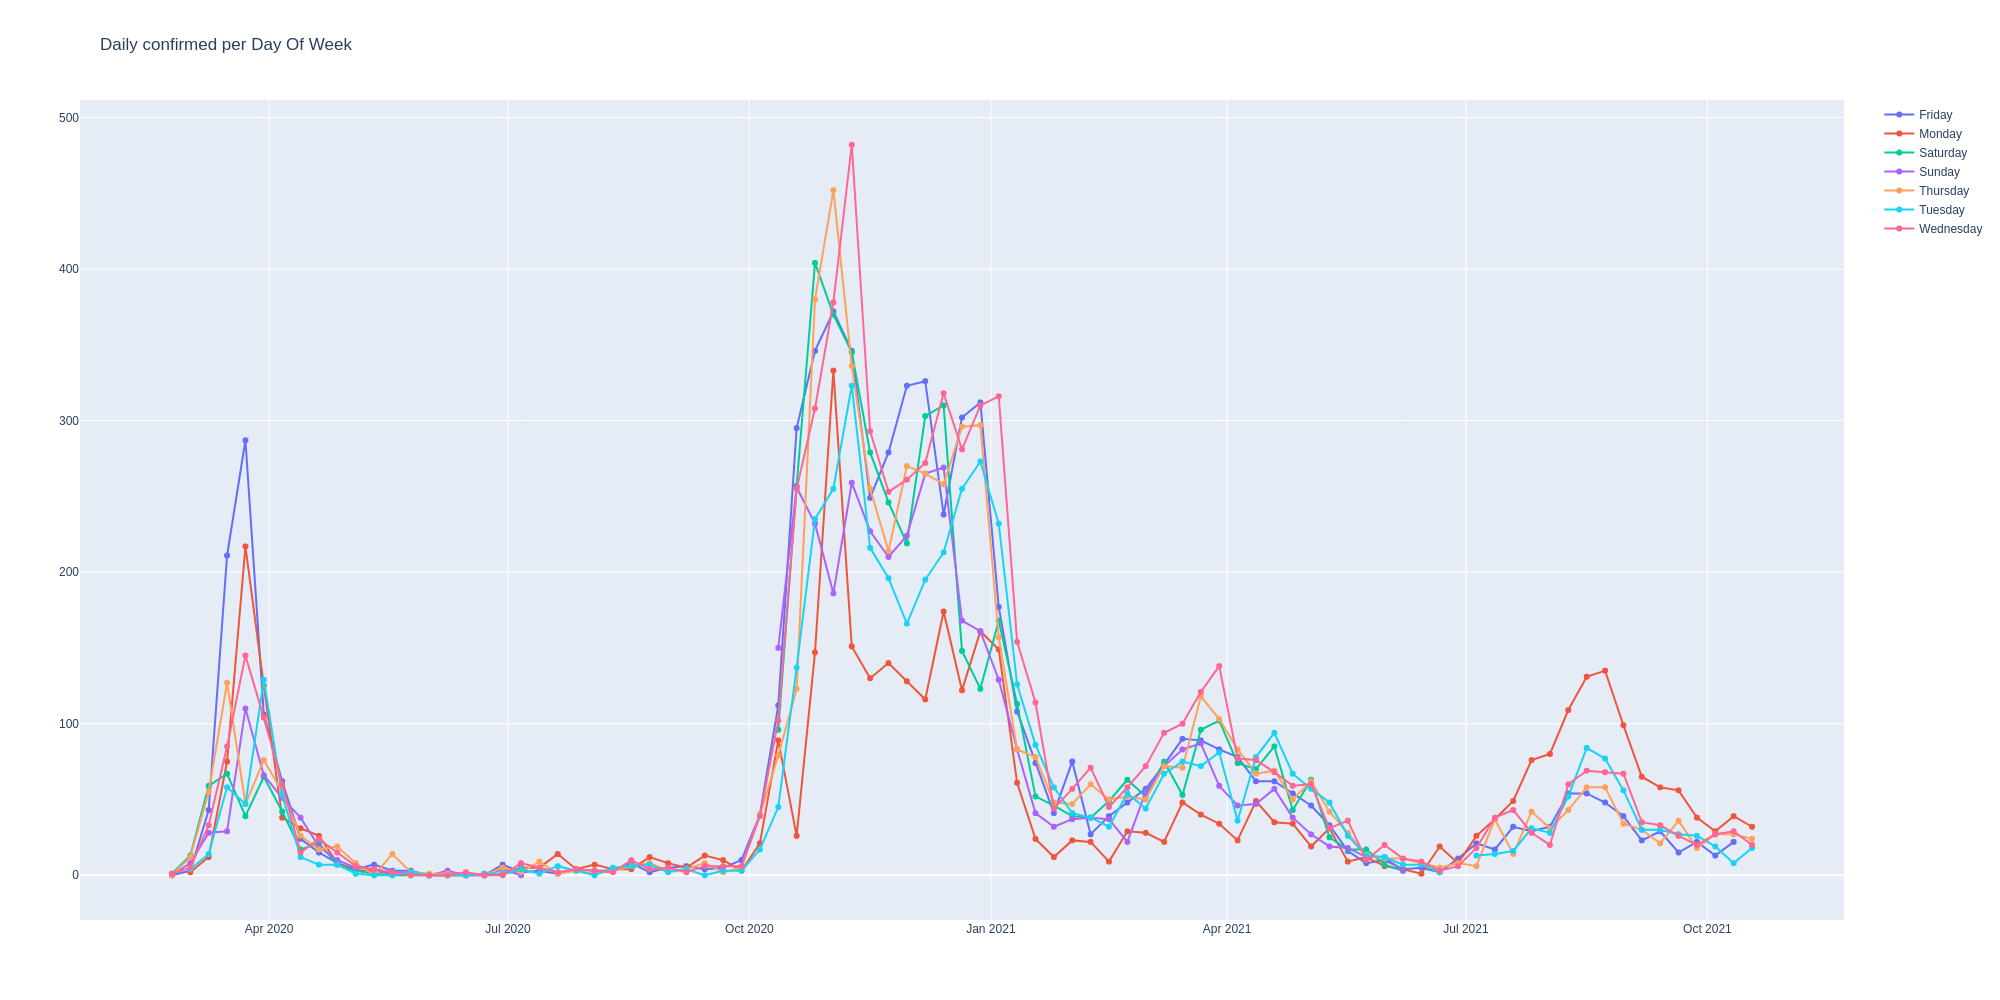 Daily confirmed per Day Of Week
500
400
300
200
100
0
Apr 2020
Jul 2020
Oct 2020
Jan 2021
Apr 2021
Jul 2021
Oct 2021
Friday
Monday
Saturday
Sunday
Thursday
Tuesday
Wednesday